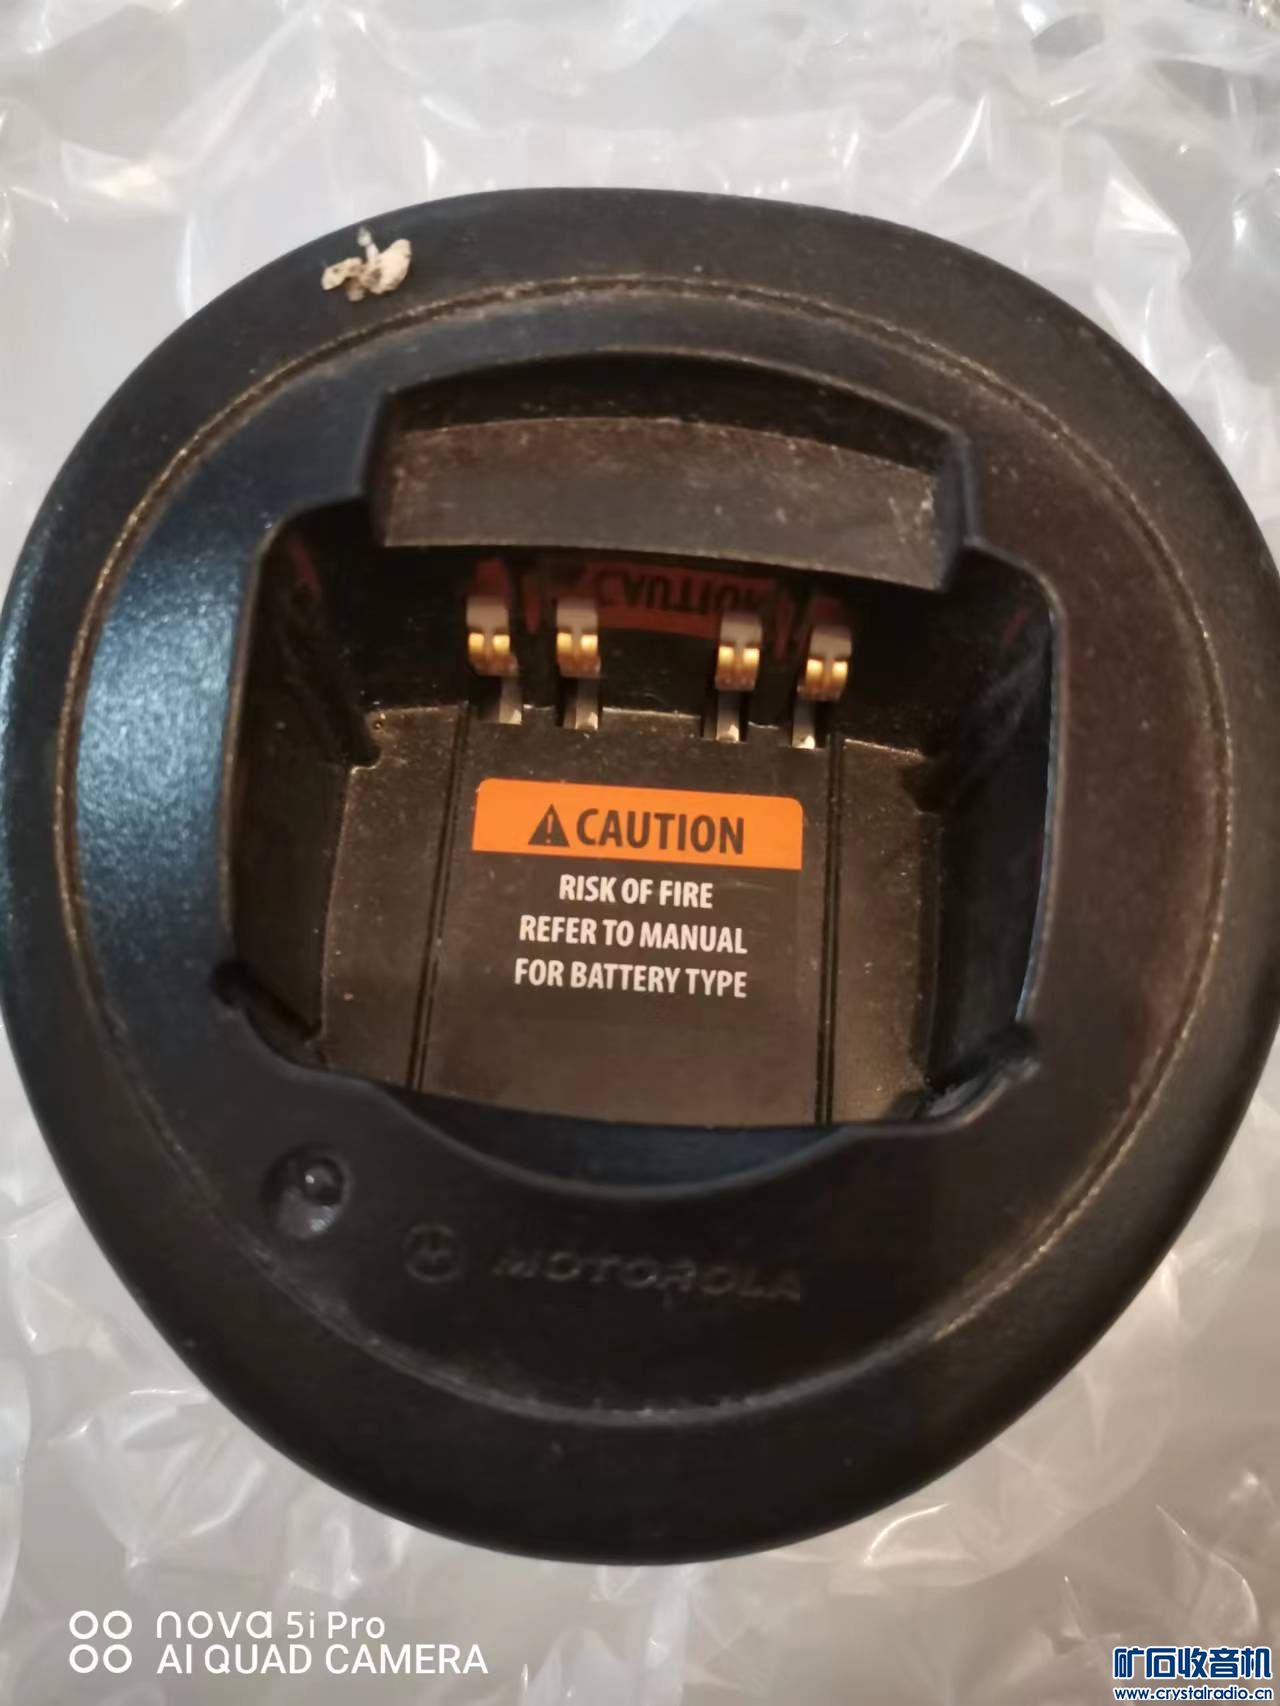 CAUTION
CAUTION
RISK OF FIRE
REFER TO MANUAL
FOR BATTERY TYPE
MOTOROLA
nova 5i Pro
AI QUAD CAMERA
矿石收音机
www.crystalradio.cn